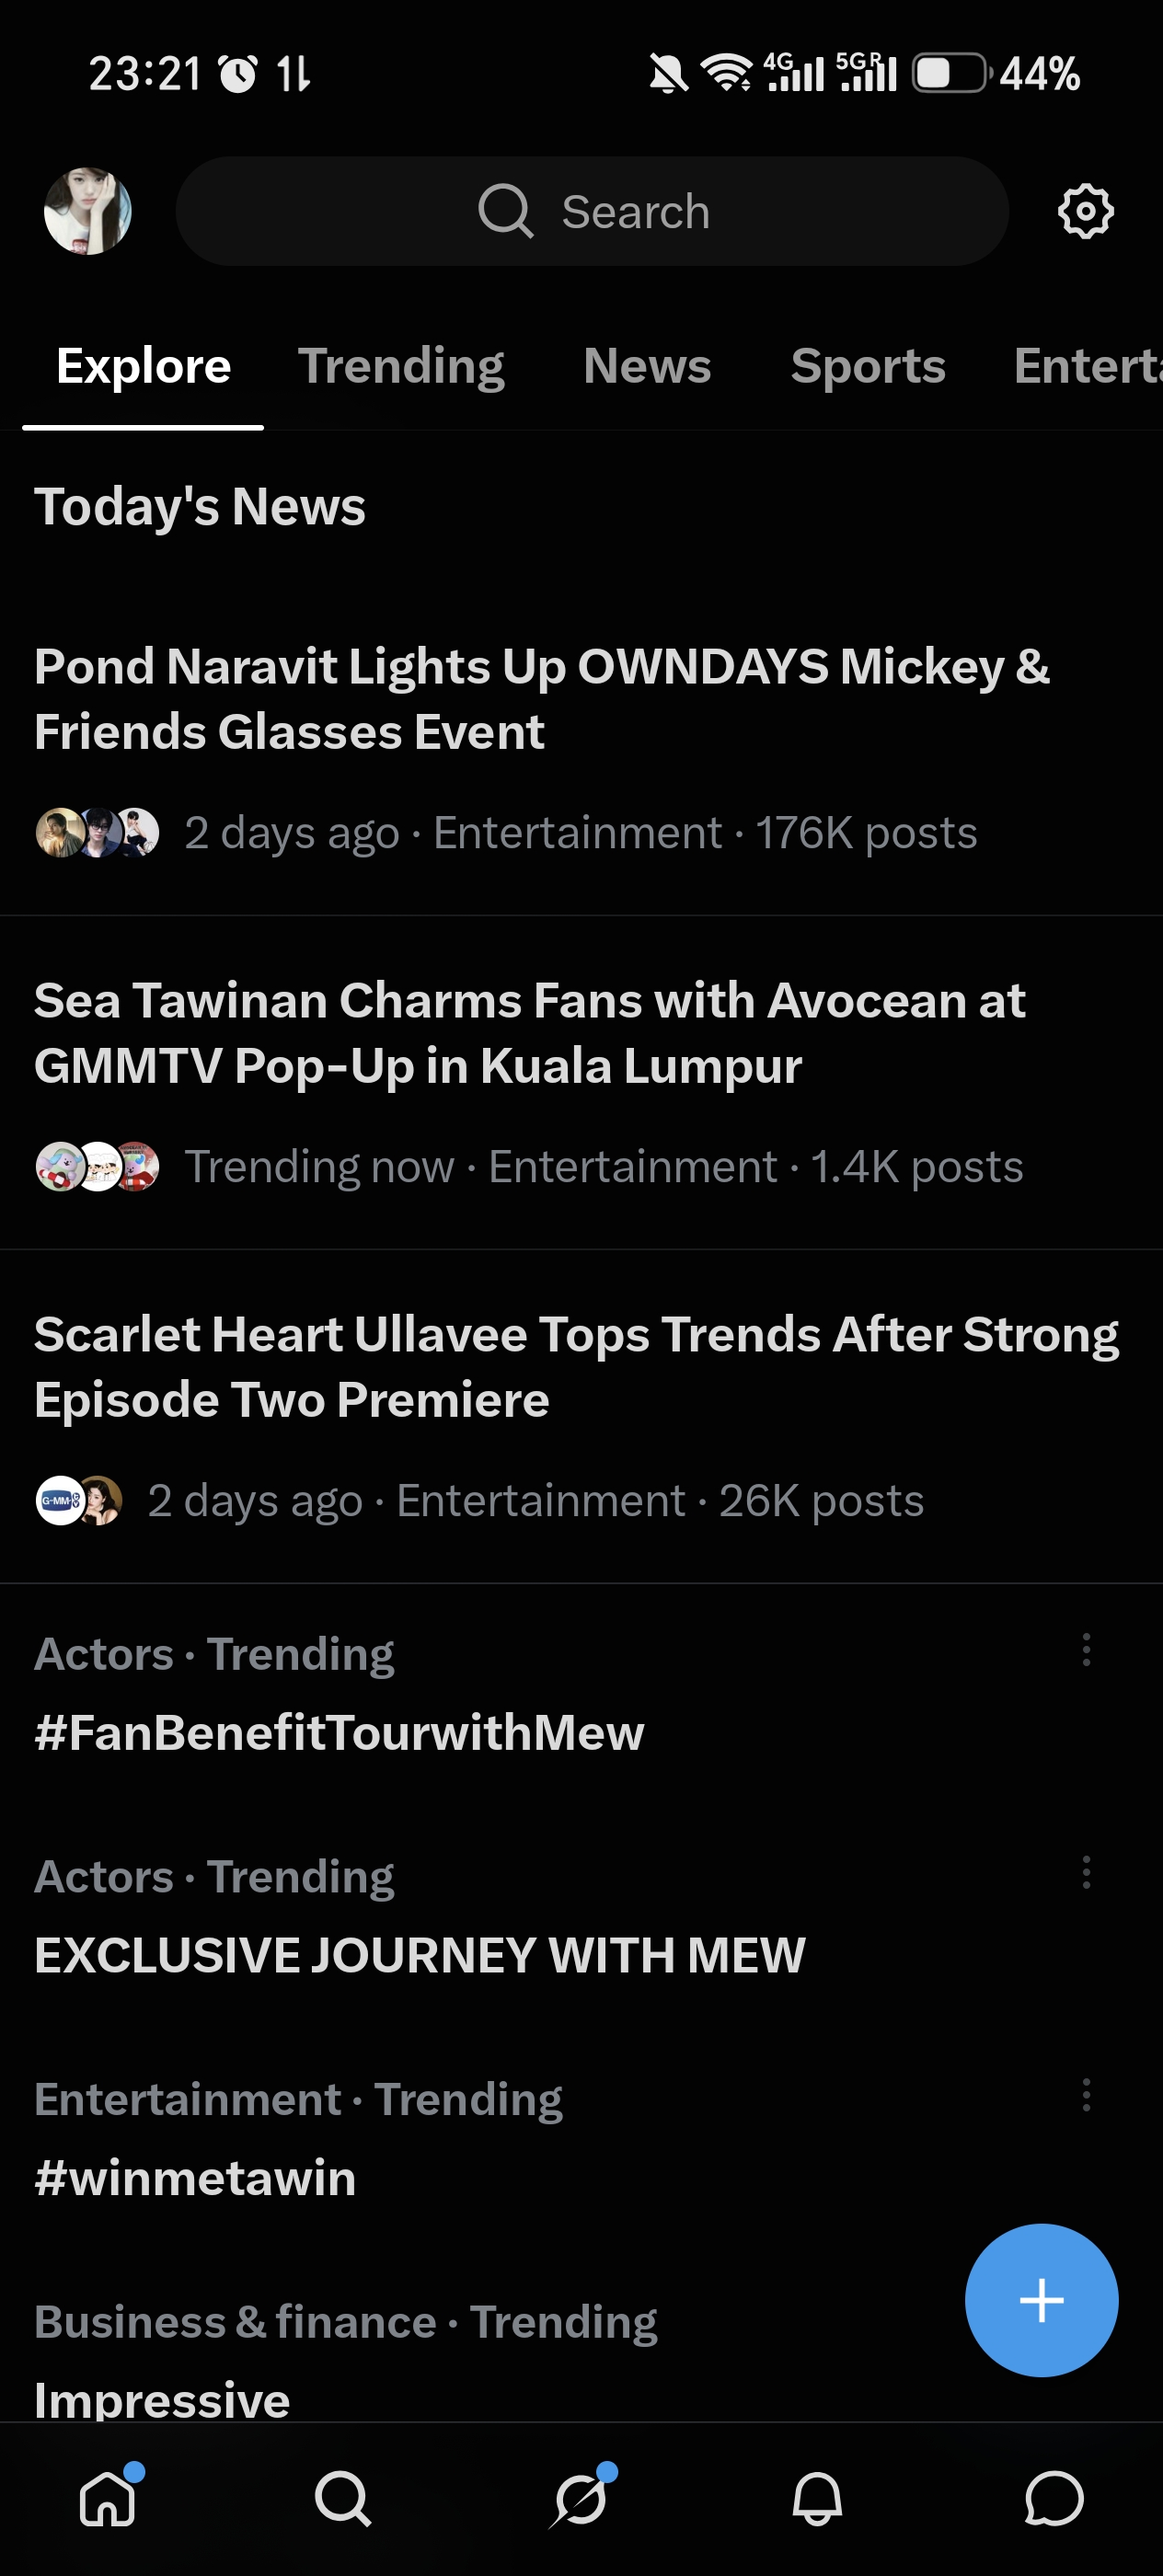 23:21
4G 5G R 44%
Search
Explore Trending News Sports Enterta
Today's News
Pond Naravit Lights Up OWNDAYS Mickey &
Friends Glasses Event
2 days ago · Entertainment · 176K posts
Sea Tawinan Charms Fans with Avocean at
GMMTV Pop-Up in Kuala Lumpur
Trending now · Entertainment · 1.4K posts
Scarlet Heart Ullavee Tops Trends After Strong
Episode Two Premiere
2 days ago · Entertainment · 26K posts
Actors · Trending
#FanBenefitTourwithMew
Actors · Trending
EXCLUSIVE JOURNEY WITH MEW
Entertainment · Trending
#winmetawin
Business & finance · Trending
Impressive